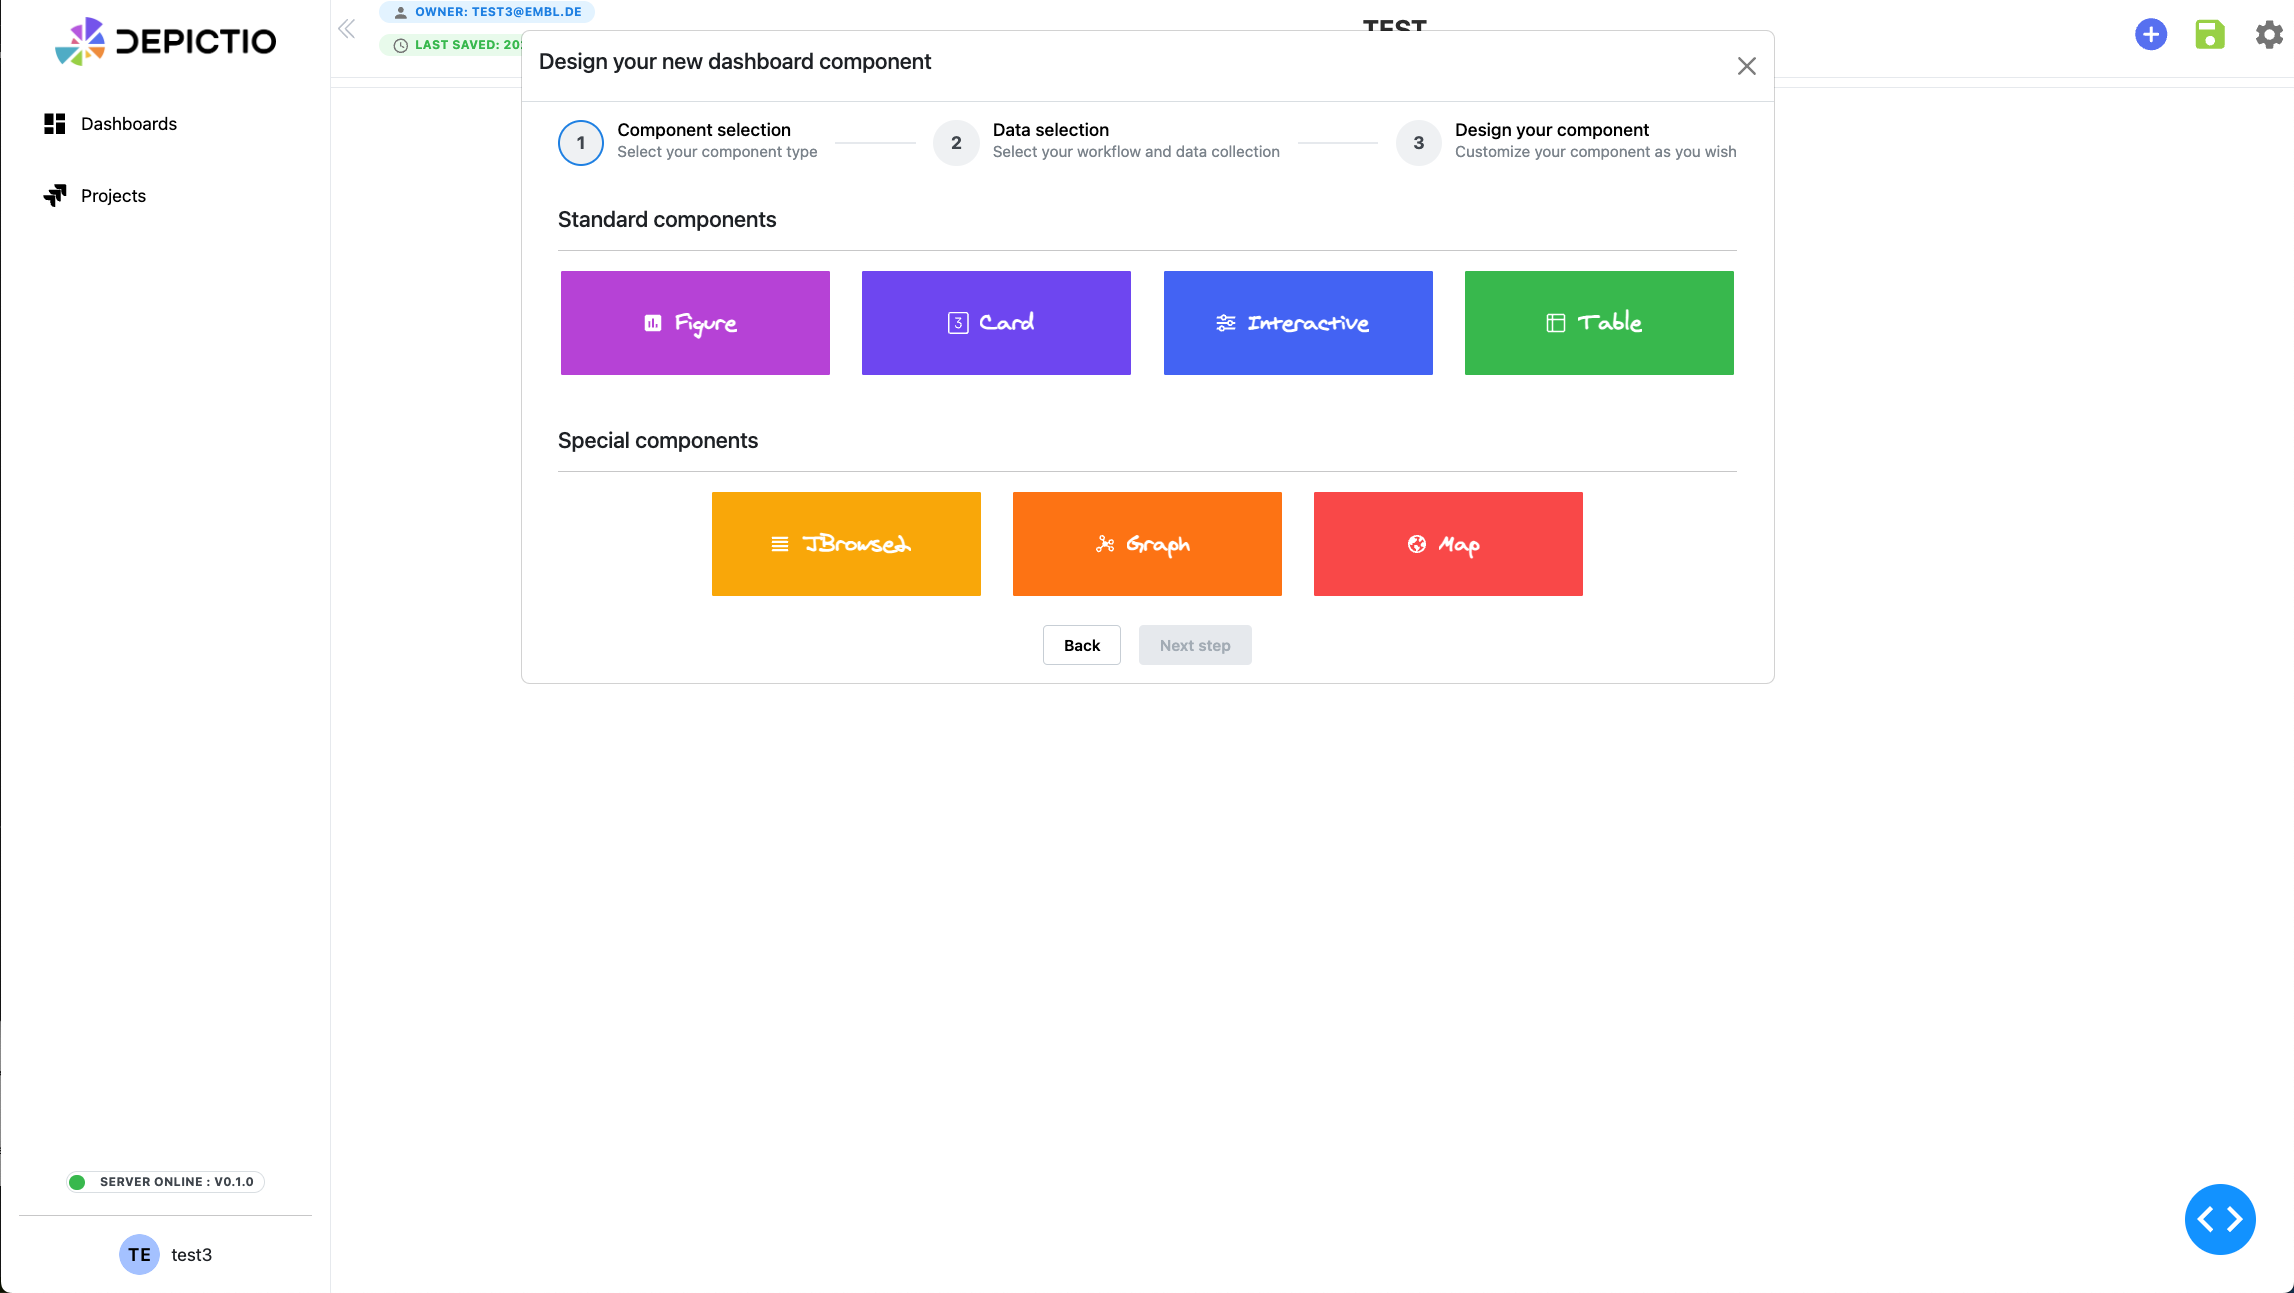 DEPICTIO
Dashboards
Projects
OWNER: TEST3@EMBL.DE
LAST SAVED:
TEST
Design your new dashboard component
1
Component selection
Select your component type
2
Data selection
Select your workflow and data collection
3
Design your component
Customize your component as you wish
Standard components
Figure
3 Card
Interactive
Table
Special components
JBrowse2
Graph
Map
Back
Next step
SERVER ONLINE : V0.1.0
TE test3